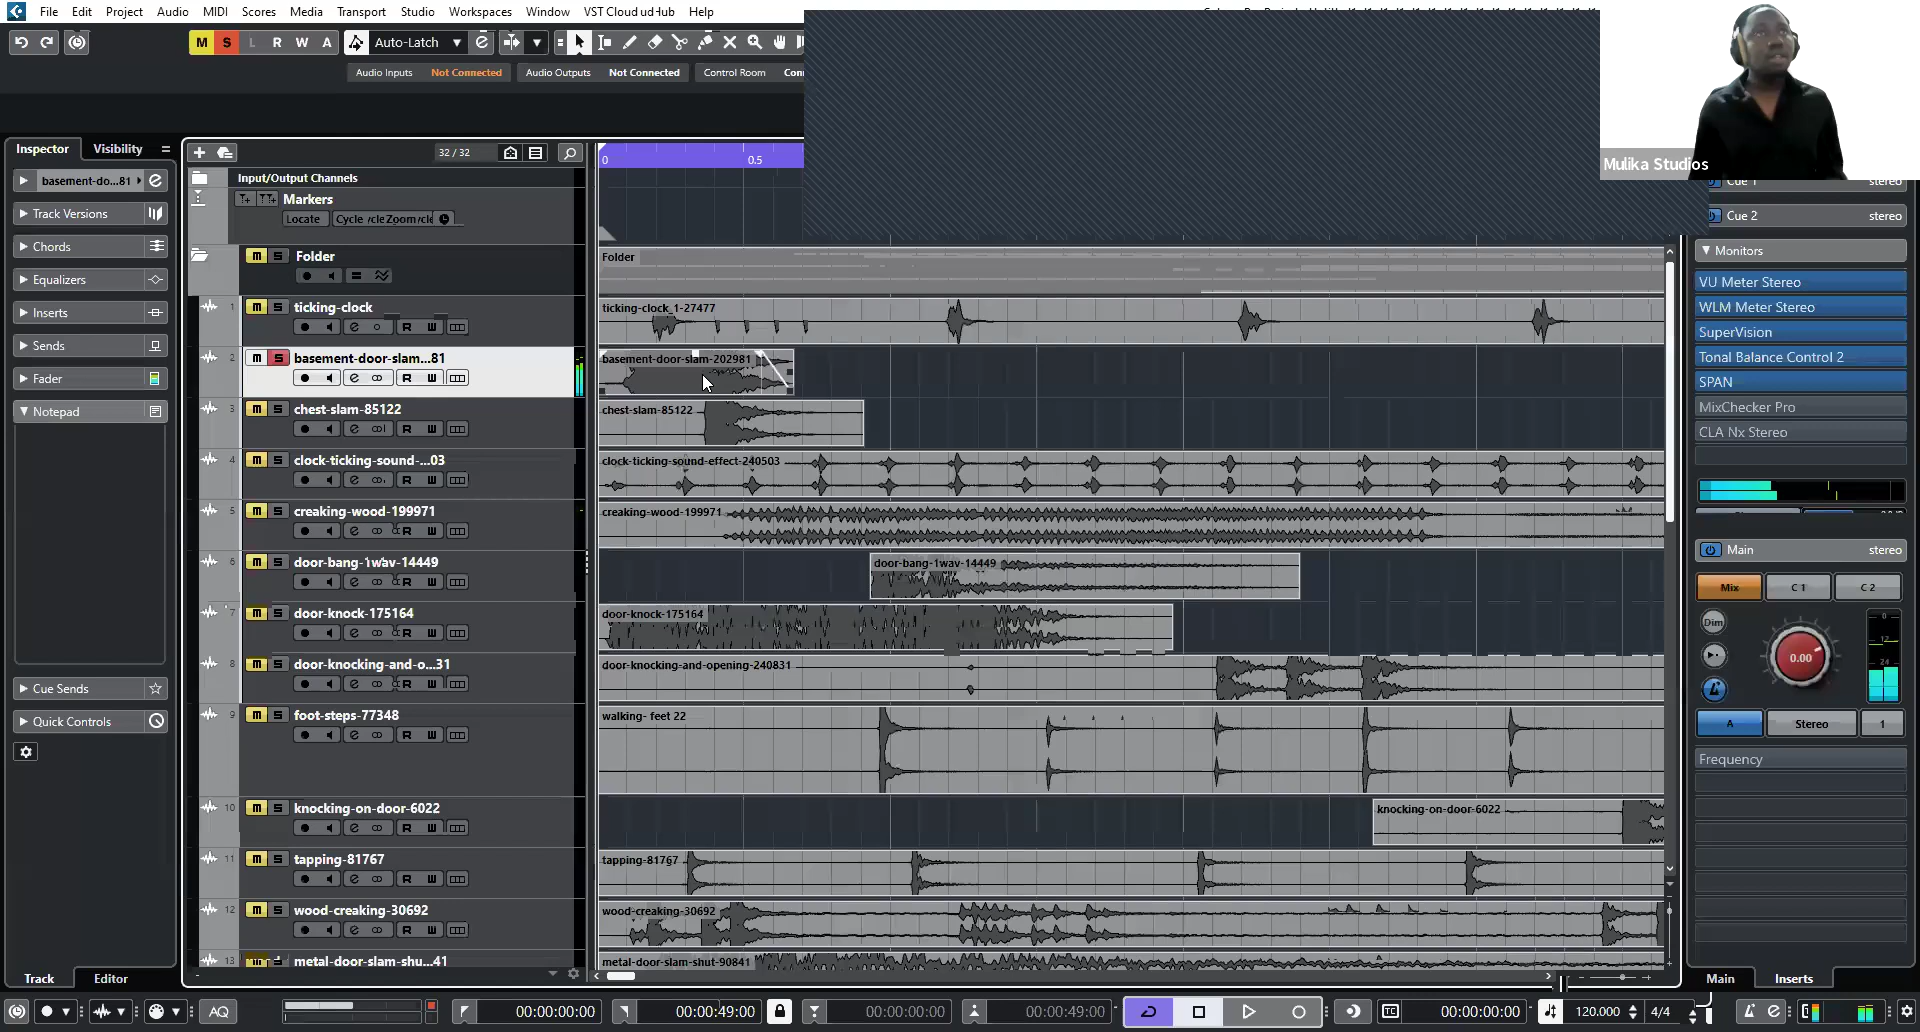 File Edit Project Audio MIDI Scores Media Transport Studio Workspaces Window VST Cloud ud Hub Help
M S L R W A Auto-Latch
Audio Inputs Not Connected Audio Outputs Not Connected Control Room
Mulika Studios
Inspector Visibility
32 / 32
0 0.5
Input/Output Channels
basement-do...81
Markers
Locate Cycle
Track Versions
Chords
Equalizers
Inserts
Sends
Fader
Notepad
Cue Sends
Quick Controls
Track Editor
m S Folder
Folder
1 m S ticking-clock
R
ticking-clock_1-27477
2 m S basement-door-slam...81
R W
basement-door-slam-202981
3 m S chest-slam-85122
R W
chest-slam-85122
4 m S clock-ticking-sound-...03
R W
clock-ticking-sound-effect-240503
5 m S creaking-wood-199971
R W
creaking-wood-199971
6 m S door-bang-1wav-14449
R W
door-bang-1wav-14449
7 m S door-knock-175164
R W
door-knock-175164
8 m S door-knocking-and-o...31
R W
door-knocking-and-opening-240831
9 m S foot-steps-77348
R W
walking- feet 22
10 m S knocking-on-door-6022
R W
knocking-on-door-6022
11 m S tapping-81767
R W
tapping-81767
12 m S wood-creaking-30692
R W
wood-creaking-30692
13 metal-door-slam-shu...41
metal-door-slam-shut-90841
Cue 1 stereo
Cue 2 stereo
Monitors
VU Meter Stereo
WLM Meter Stereo
SuperVision
Tonal Balance Control 2
SPAN
MixChecker Pro
CLA Nx Stereo
Main stereo
Mix C 1 C 2
Dim
0.00
0
12
24
A Stereo 1
Frequency
Main Inserts
AQ 00:00:00:00 00:00:49:00 00:00:00:00 00:00:49:00 TC 00:00:00:00 120.000 4/4